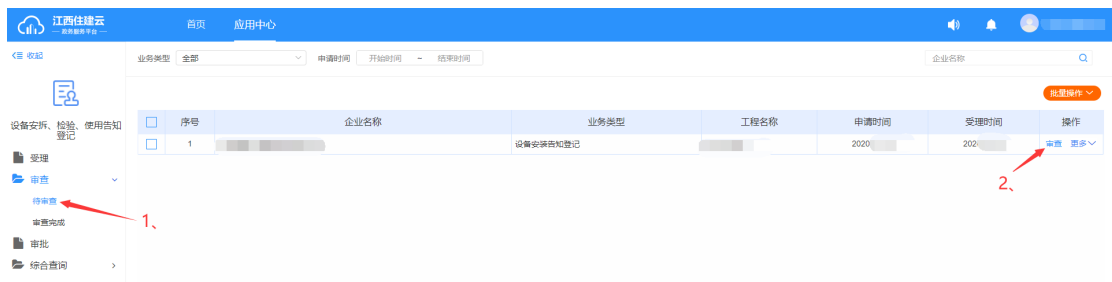 江西住建云
政务服务平台
首页 应用中心
收起
设备安拆、检验、使用告知
登记
受理
审查
待审查
审查完成
审批
综合查询
业务类型 全部 申请时间 开始时间 - 结束时间 企业名称
批量操作
序号 企业名称 业务类型 工程名称 申请时间 受理时间 操作
1 设备安装告知登记 2020 202 审查 更多
1、
2、